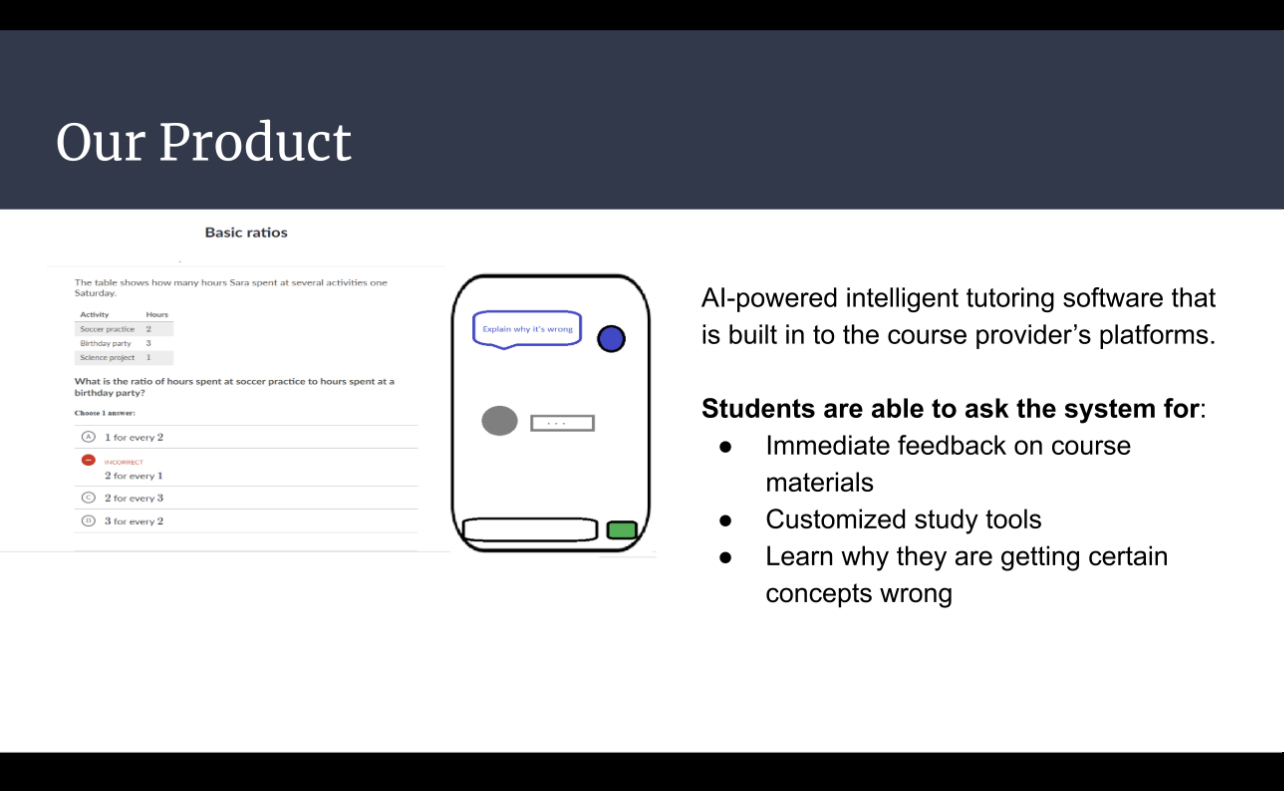 Our Product
Basic ratios
The table shows how many hours Sara spent at several activities one
Saturday.
Activity Hours
Soccer practice 2
Birthday party 3
Science project 1
What is the ratio of hours spent at soccer practice to hours spent at a
birthday party?
Choose 1 answer:
A 1 for every 2
INCORRECT
2 for every 1
C 2 for every 3
D 3 for every 2
Explain why it's wrong
...
AI-powered intelligent tutoring software that
is built in to the course provider’s platforms.
Students are able to ask the system for:
● Immediate feedback on course
materials
● Customized study tools
● Learn why they are getting certain
concepts wrong